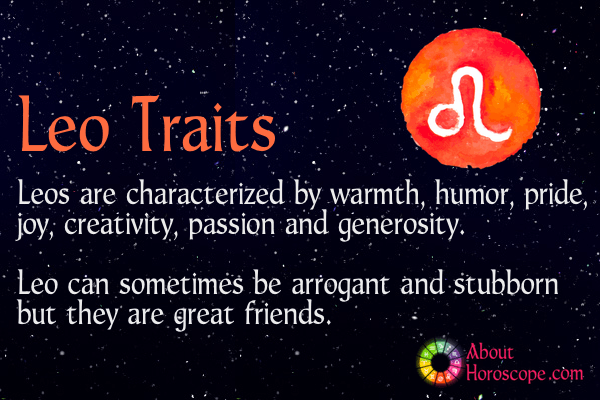 Leo Traits
Leos are characterized by warmth, humor, pride,
joy, creativity, passion and generosity.
Leo can sometimes be arrogant and stubborn
but they are great friends.
About
Horoscope.com